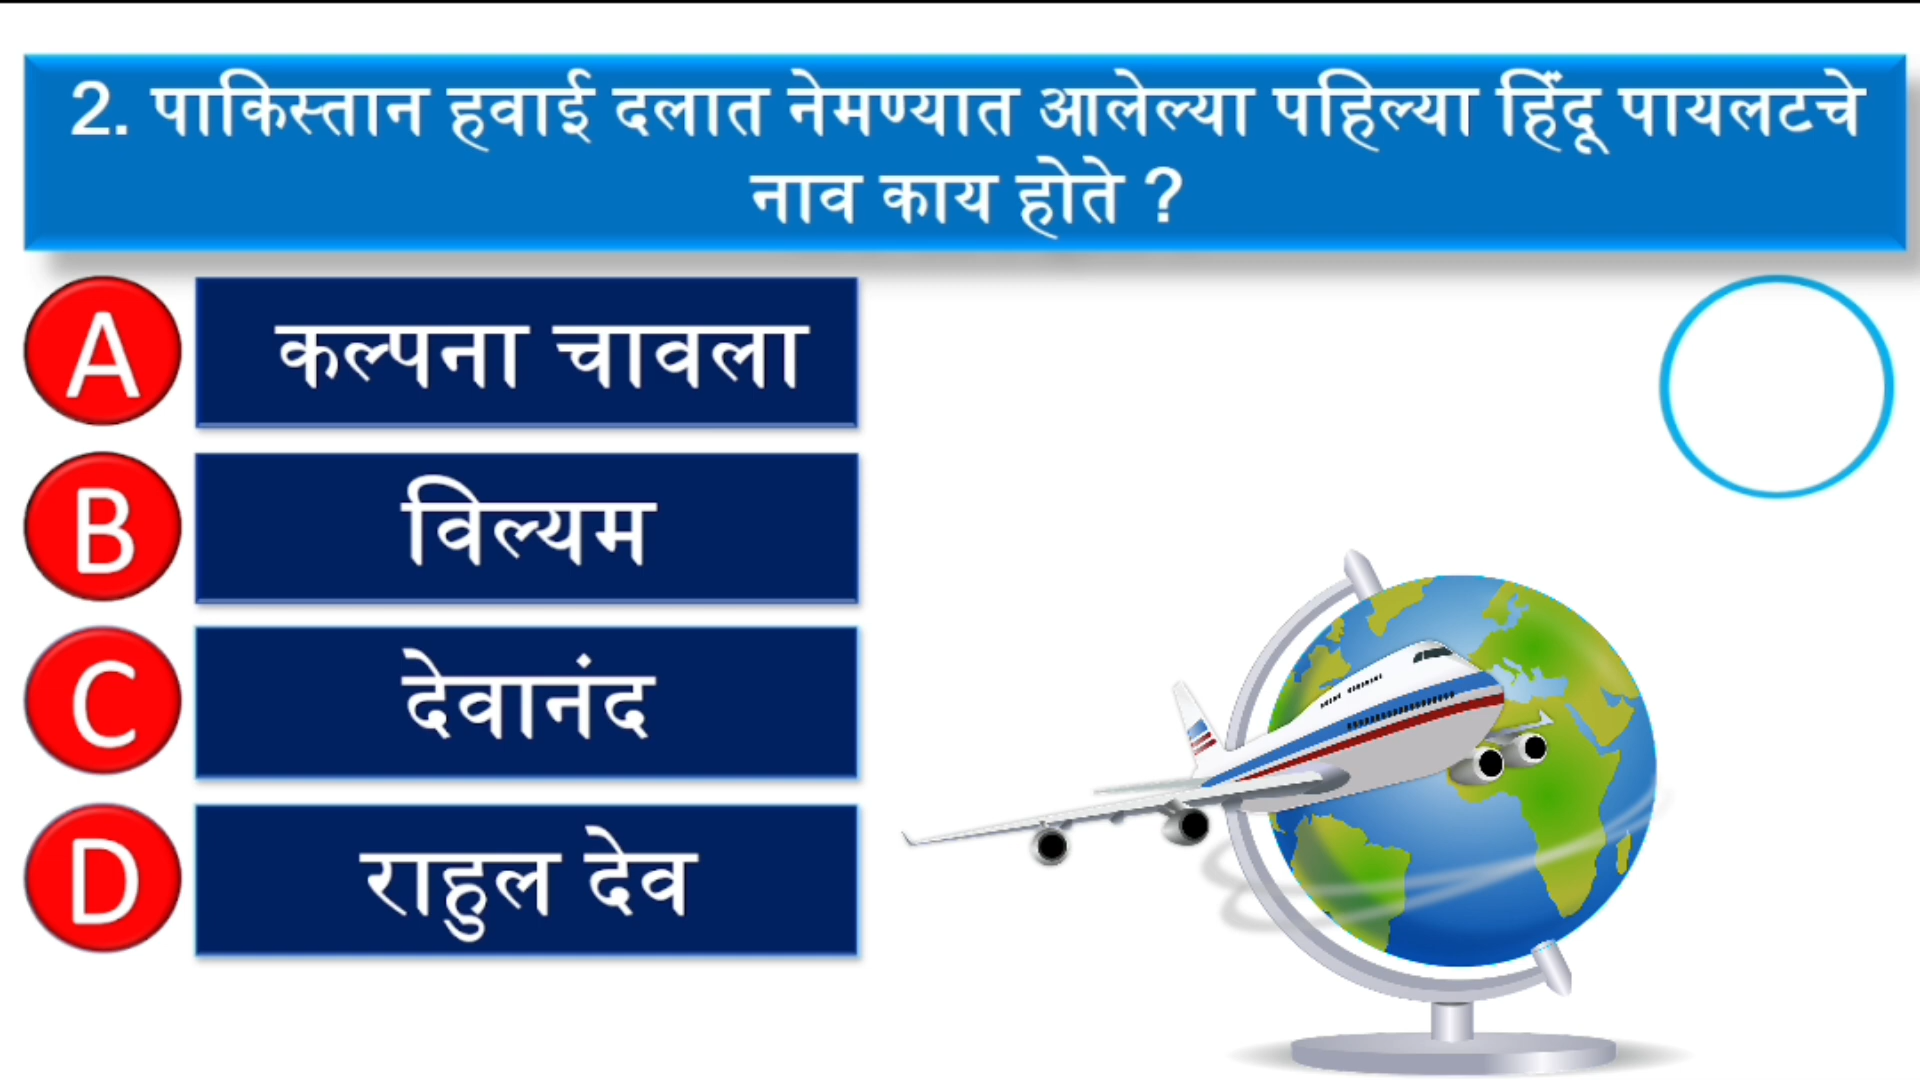 2. पाकिस्तान हवाई दलात नेमण्यात आलेल्या पहिल्या हिंदू पायलटचे
नाव काय होते ?
A कल्पना चावला
B विल्यम
C देवानंद
D राहुल देव